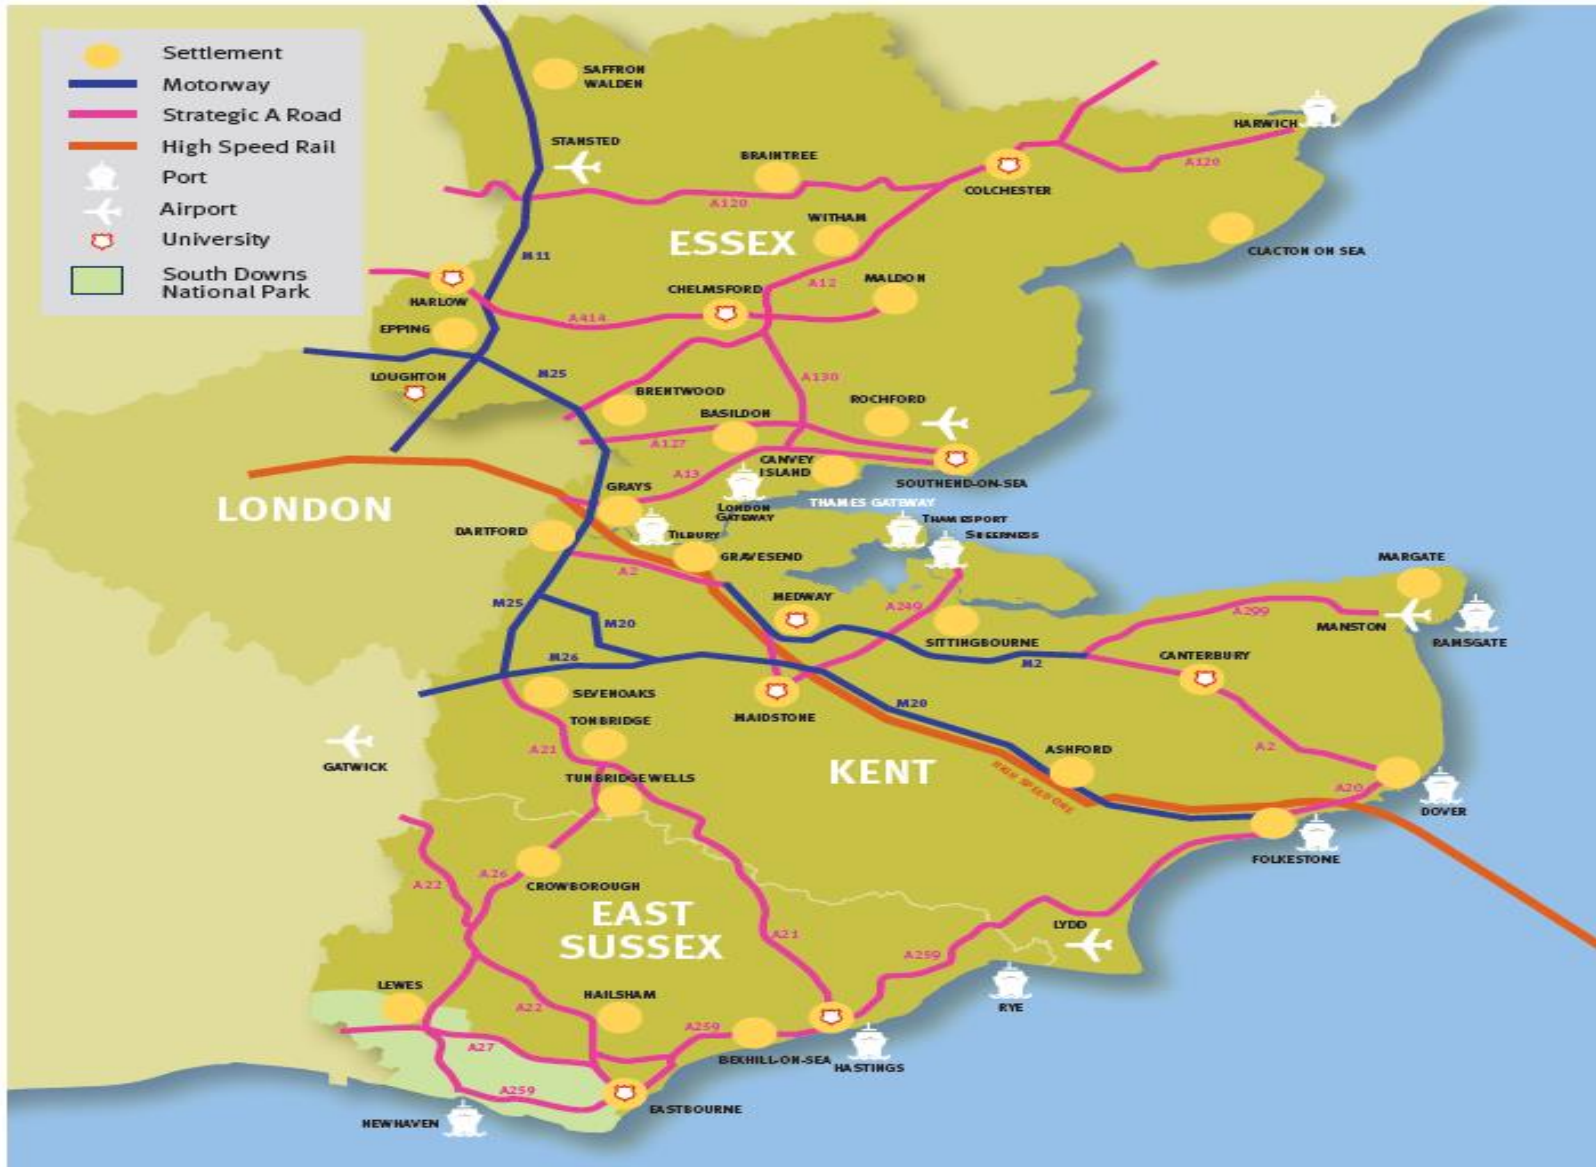 Settlement
Motorway
Strategic A Road
High Speed Rail
Port
Airport
University
South Downs
National Park
SAFFRON
WALDEN
STANSTED
BRAINTREE
HARWICH
A120
COLCHESTER
A120
WITHAM
ESSEX
CLACTON ON SEA
M11
MALDON
A12
CHELMSFORD
HARLOW
A414
EPPING
LOUGHTON
M25
A130
BRENTWOOD
ROCHFORD
BASILDON
A127
CANVEY
ISLAND
A13
SOUTHEND-ON-SEA
GRAYS
LONDON
LONDON
GATEWAY
THAMES GATEWAY
THAMESPORT
DARTFORD
TILBURY
SHEERNESS
GRAVESEND
MARGATE
A2
M25
MEDWAY
A249
A299
M20
MANSTON
SITTINGBOURNE
RAMSGATE
M26
CANTERBURY
M2
SEVENOAKS
M20
MAIDSTONE
TONBRIDGE
A21
A2
ASHFORD
GATWICK
KENT
TUNBRIDGE WELLS
HIGH SPEED ONE
A20
DOVER
FOLKESTONE
A26
A22
CROWBOROUGH
EAST
SUSSEX
LYDD
A21
A259
LEWES
HAILSHAM
A22
RYE
A259
A27
BEXHILL-ON-SEA
HASTINGS
A259
EASTBOURNE
NEWHAVEN